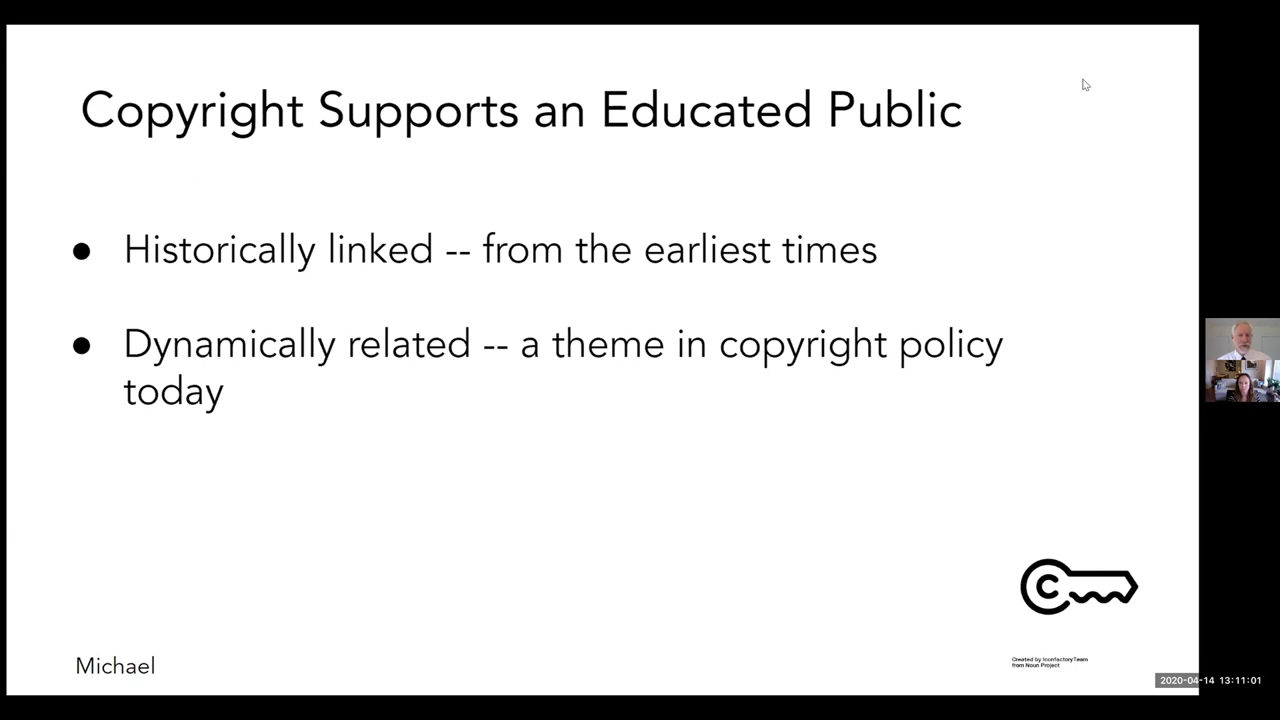 Copyright Supports an Educated Public
● Historically linked -- from the earliest times
● Dynamically related -- a theme in copyright policy
today
Michael
Created by IconfactoryTeam
from Noun Project
2020-04-14 13:11:01